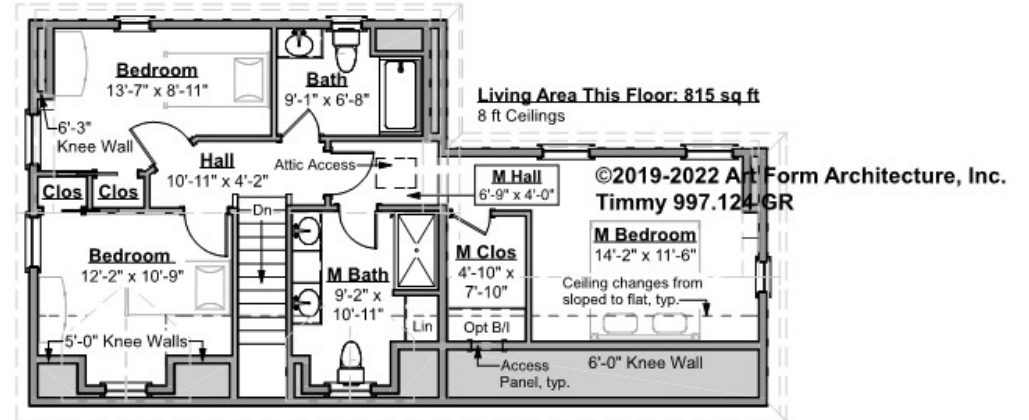 Bedroom
13'-7" x 8'-11"
Bath
9'-1" x 6'-8"
Living Area This Floor: 815 sq ft
8 ft Ceilings
6'-3"
Knee Wall
Hall
10'-11" x 4'-2"
Attic Access
M Hall
6'-9" x 4'-0"
©2019-2022 Art Form Architecture, Inc.
Timmy 997.124 GR
Clos
Clos
Dn
Bedroom
12'-2" x 10'-9"
M Bath
9'-2" x
10'-11"
M Clos
4'-10" x
7'-10"
M Bedroom
14'-2" x 11'-6"
Ceiling changes from
sloped to flat, typ.
Lin
Opt B/I
5'-0" Knee Walls
Access
Panel, typ.
6'-0" Knee Wall